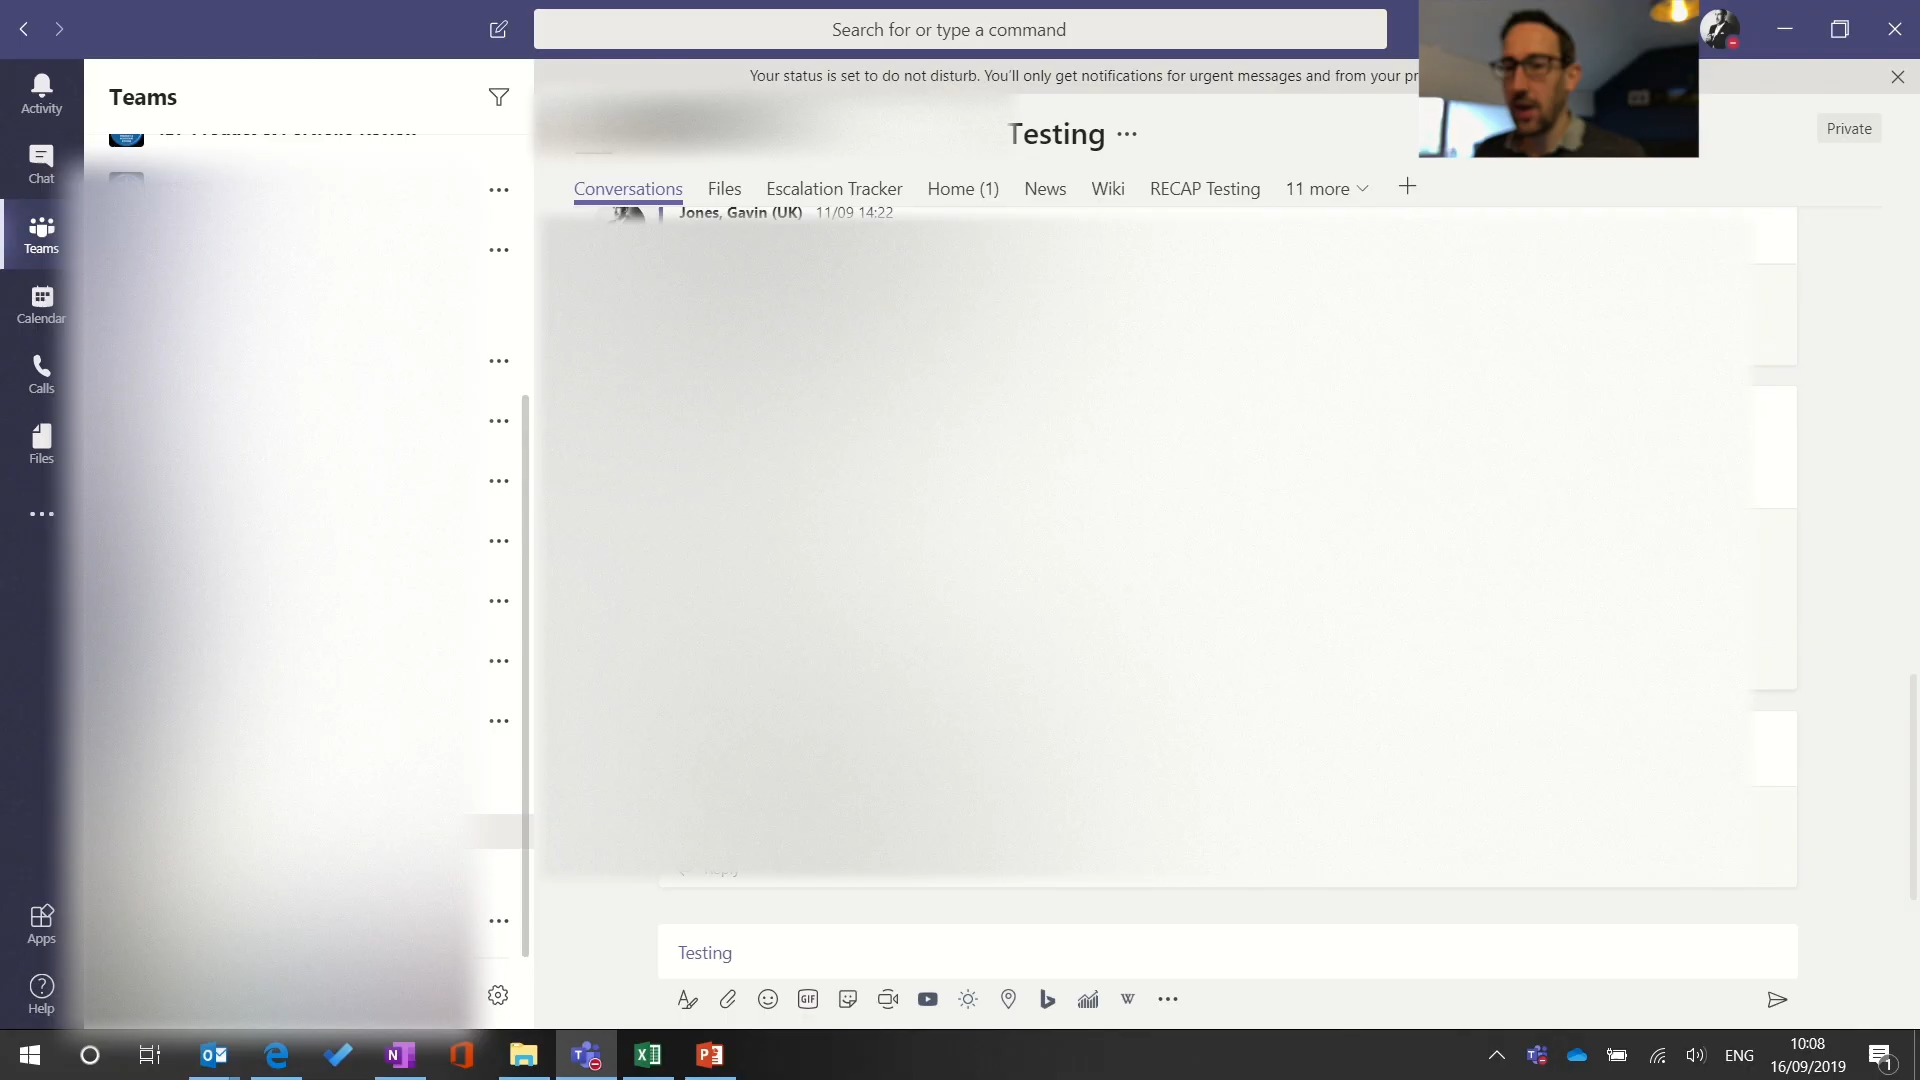 Search for or type a command
Your status is set to do not disturb. You'll only get notifications for urgent messages and from your pr
Activity
Chat
Teams
Calendar
Calls
Files
Apps
Help
Teams
Testing
Private
Conversations Files Escalation Tracker Home (1) News Wiki RECAP Testing 11 more
Jones, Gavin (UK) 11/09 14:22
Reply
Testing
GIF
W
ENG
10:08
16/09/2019
1